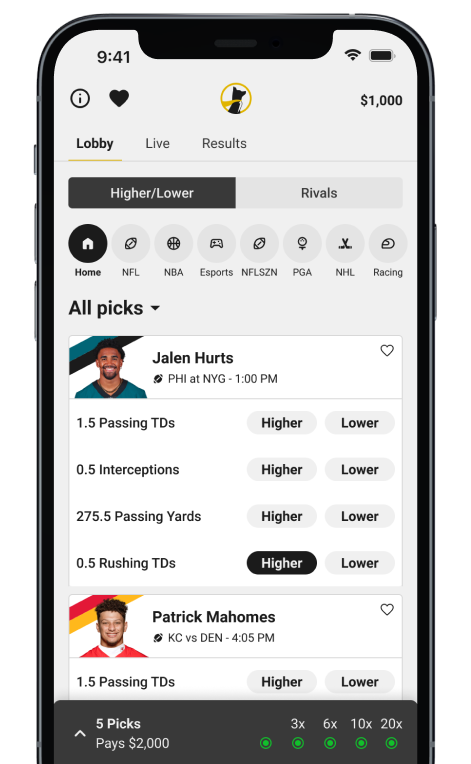 9:41
$1,000
Lobby Live Results
Higher/Lower Rivals
Home NFL NBA Esports NFLSZN PGA NHL Racing
All picks
Jalen Hurts
PHI at NYG - 1:00 PM
1.5 Passing TDs Higher Lower
0.5 Interceptions Higher Lower
275.5 Passing Yards Higher Lower
0.5 Rushing TDs Higher Lower
Patrick Mahomes
KC vs DEN - 4:05 PM
1.5 Passing TDs Higher Lower
5 Picks 3x 6x 10x 20x
Pays $2,000